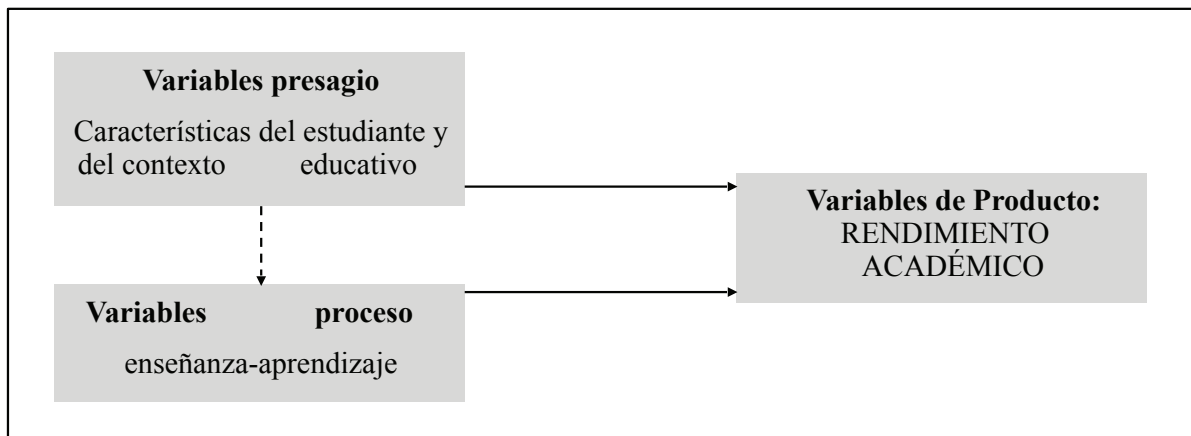 Variables presagio
Características del estudiante y
del contexto educativo
Variables proceso
enseñanza-aprendizaje
Variables de Producto:
RENDIMIENTO
ACADÉMICO